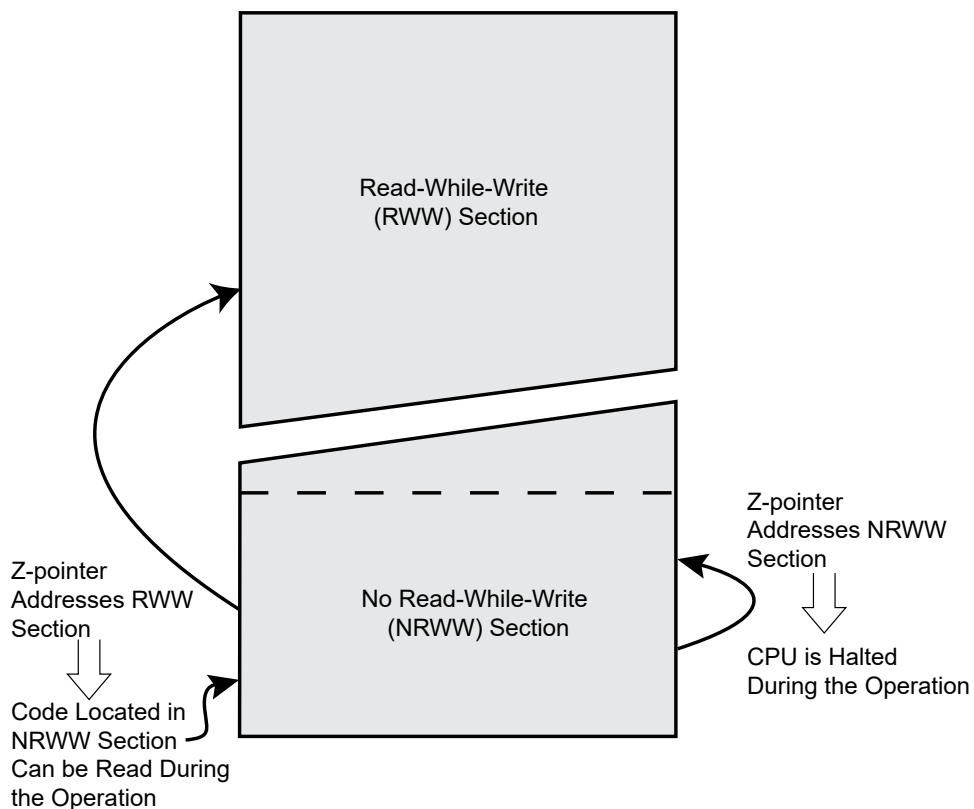 Read-While-Write
(RWW) Section
Z-pointer
Addresses NRWW
Section
Z-pointer
Addresses RWW
Section
No Read-While-Write
(NRWW) Section
CPU is Halted
During the Operation
Code Located in
NRWW Section
Can be Read During
the Operation